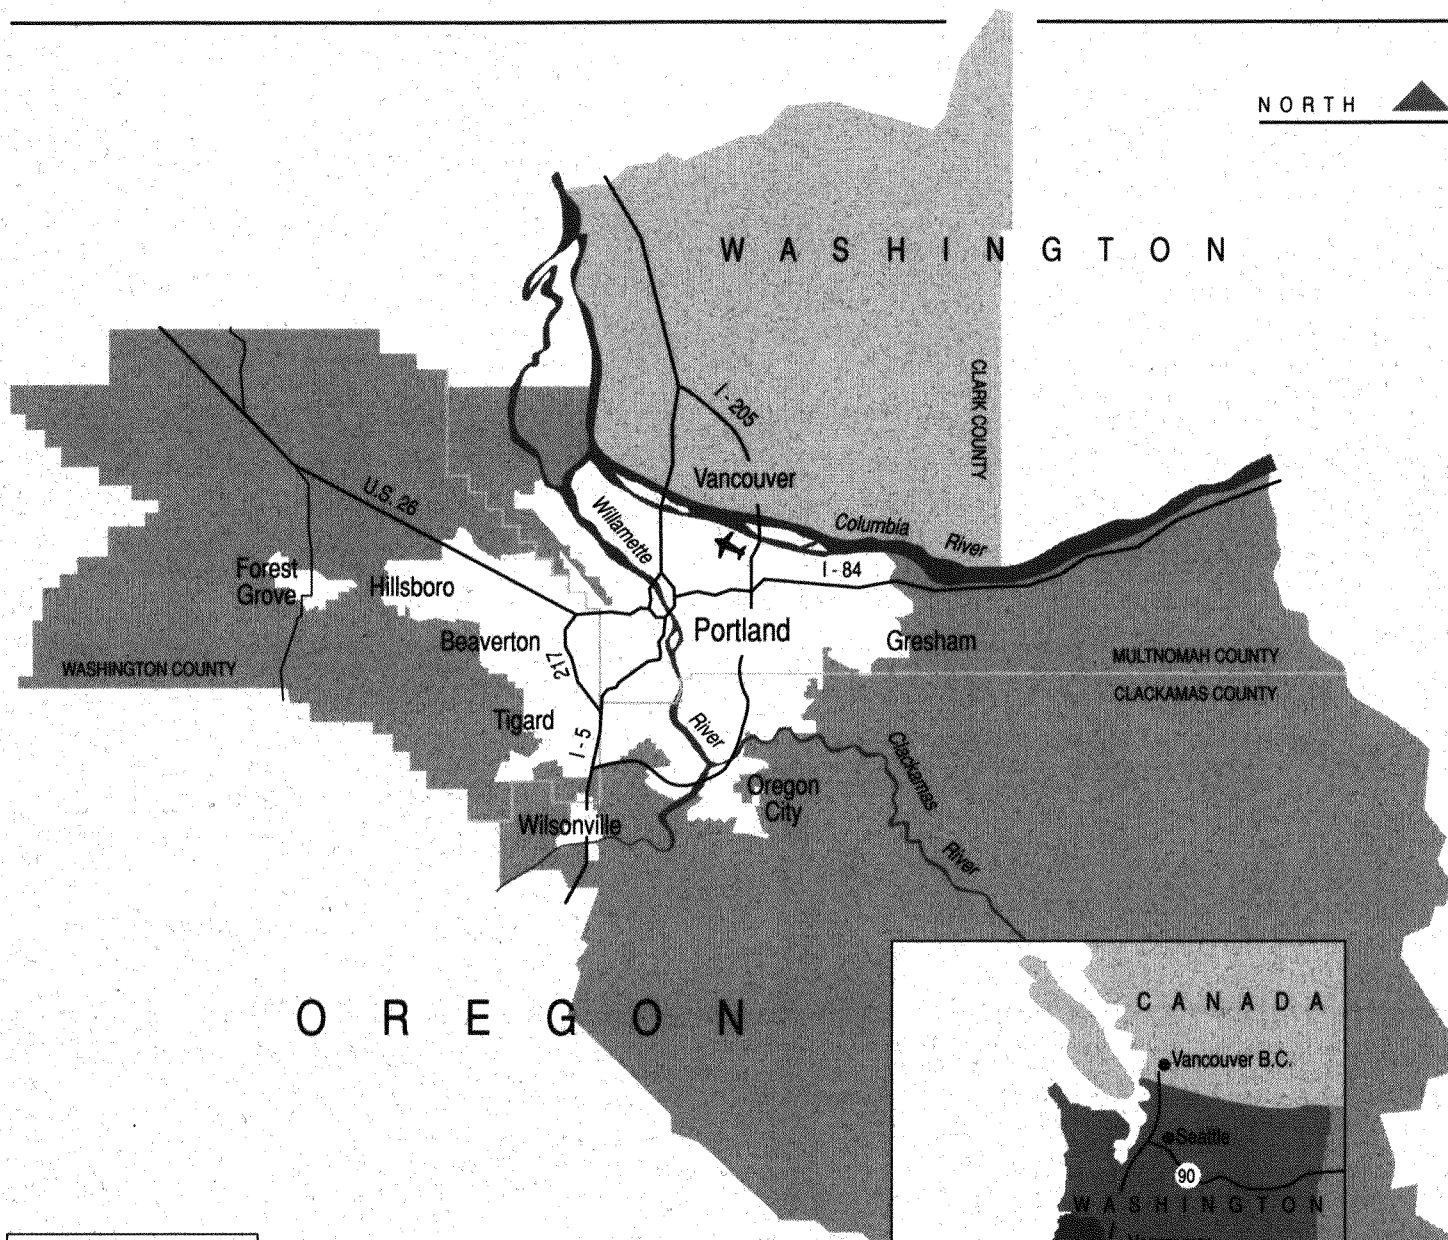 NORTH
WASHINGTON
CLARK COUNTY
I - 205
Vancouver
U.S. 26
Willamette
Columbia
River
I - 84
Forest
Grove
Hillsboro
Beaverton
217
Portland
Gresham
WASHINGTON COUNTY
MULTNOMAH COUNTY
CLACKAMAS COUNTY
Tigard
I - 5
River
Clackamas
River
Oregon
City
Wilsonville
OREGON
CANADA
Vancouver B.C.
Seattle
90
WASHINGTON